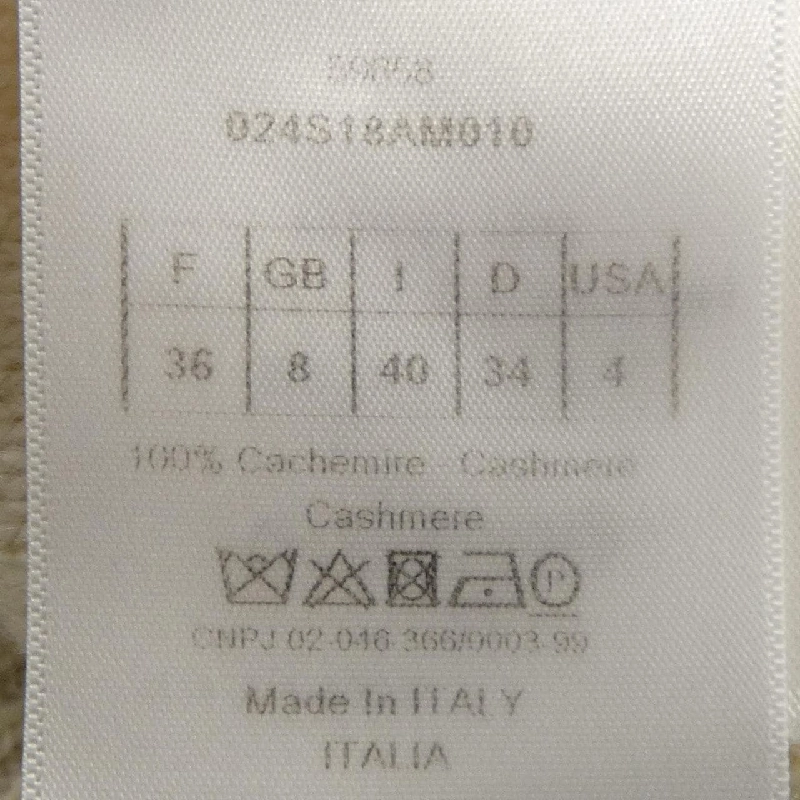 024S18AM010
F GB I D USA
36 8 40 34 4
100% Cachemire - Cashmere
Cashmere
P
CNPJ 02-046-366/0003-99
Made In ITALY
ITALIA